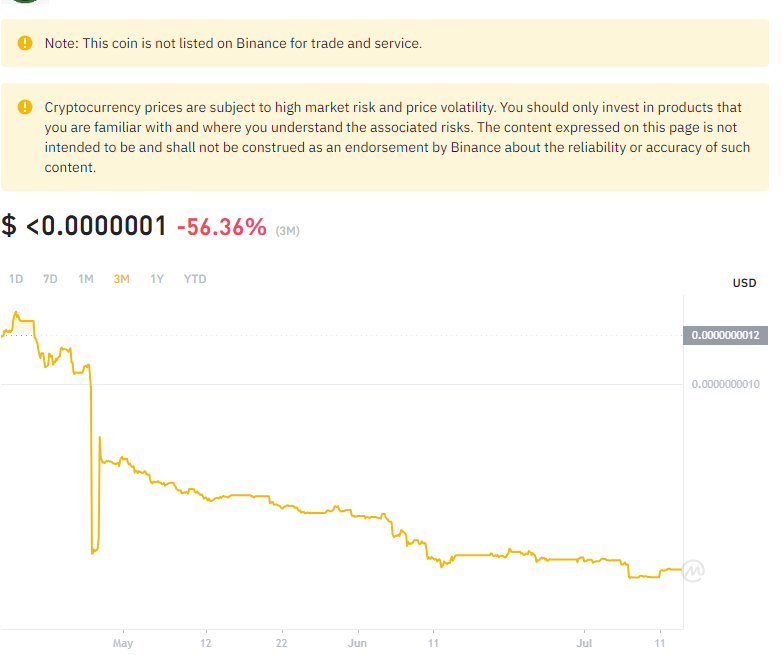 Note: This coin is not listed on Binance for trade and service.
Cryptocurrency prices are subject to high market risk and price volatility. You should only invest in products that
you are familiar with and where you understand the associated risks. The content expressed on this page is not
intended to be and shall not be construed as an endorsement by Binance about the reliability or accuracy of such
content.
$ <0.0000001 -56.36% (3M)
1D 7D 1M 3M 1Y YTD
USD
0.0000000012
0.0000000010
May 12 22 Jun 11 Jul 11